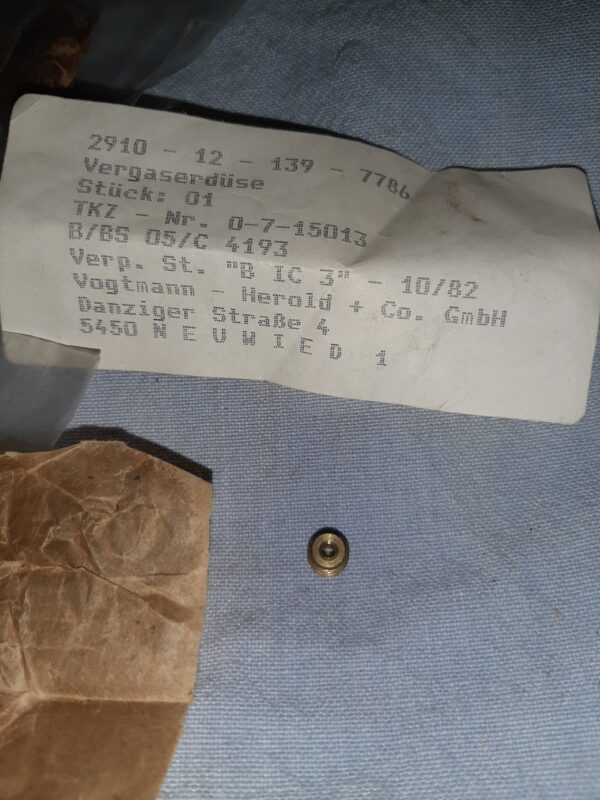 2910 - 12 - 139 - 7786
Vergaserdüse
Stück: 01
TKZ - Nr. 0-7-15013
B/BS 05/C 4193
Verp. St. "B IC 3" - 10/82
Vogtmann - Herold + Co. GmbH
Danziger Straße 4
5450 N E U W I E D 1